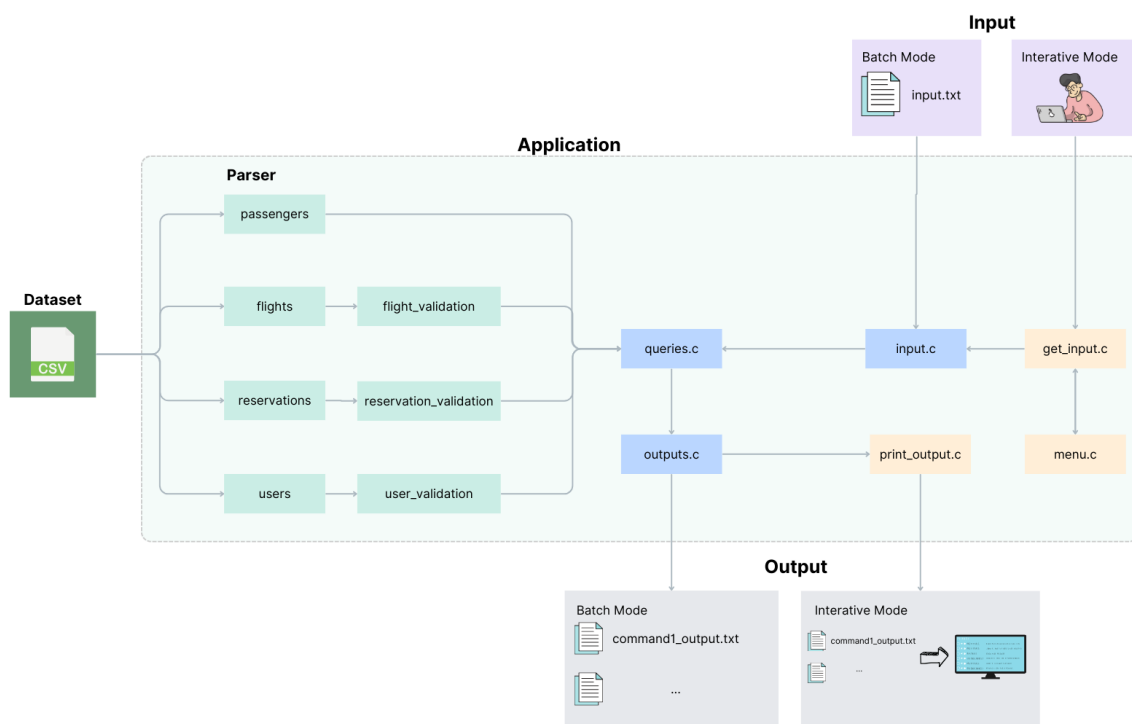 Input
Batch Mode
input.txt
Interative Mode
Application
Parser
passengers
Dataset
CSV
flights
flight_validation
queries.c
input.c
get_input.c
reservations
reservation_validation
outputs.c
print_output.c
menu.c
users
user_validation
Output
Batch Mode
command1_output.txt
...
Interative Mode
command1_output.txt
...